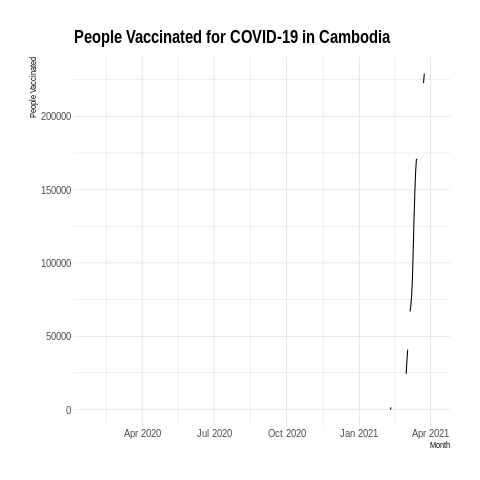 People Vaccinated for COVID-19 in Cambodia
People Vaccinated
200000
150000
100000
50000
0
Apr 2020 Jul 2020 Oct 2020 Jan 2021 Apr 2021
Month